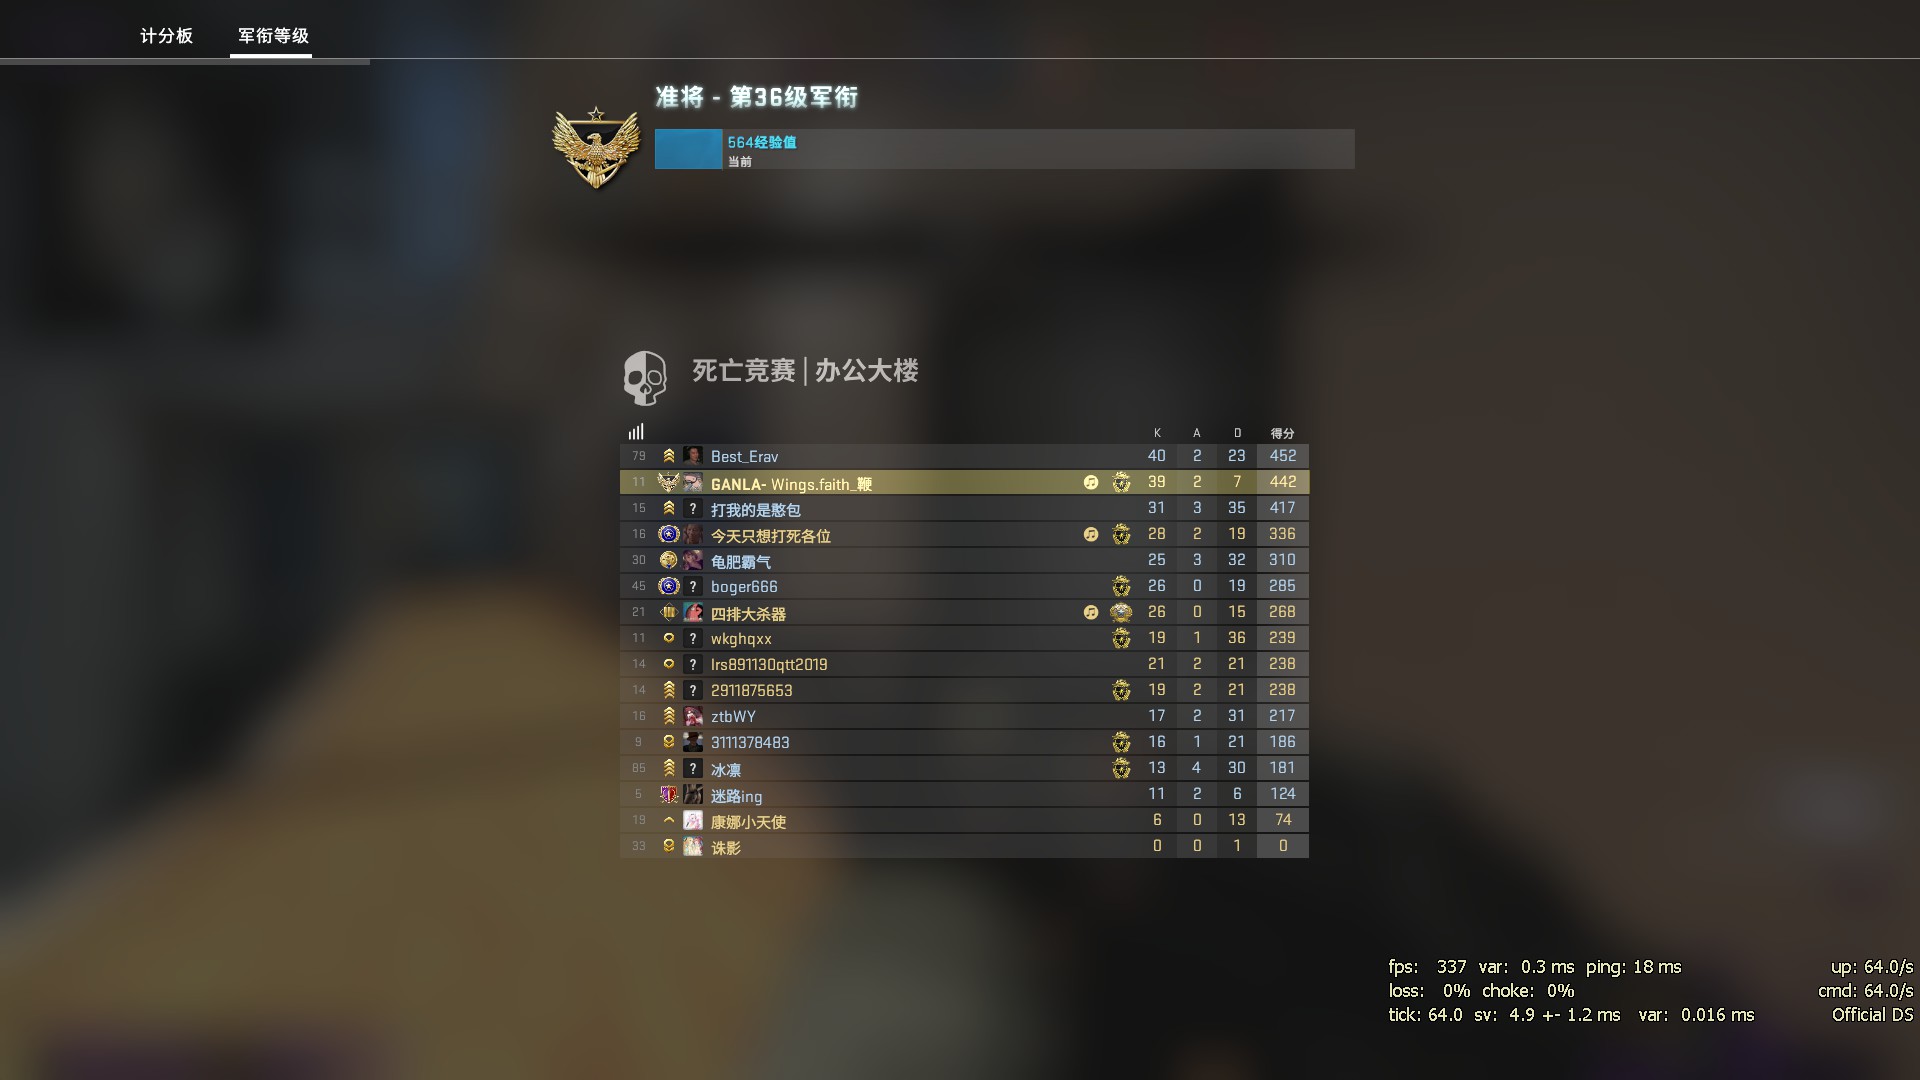 计分板 军衔等级
准将 - 第36级军衔
564经验值
当前
死亡竞赛 | 办公大楼
K A D 得分
79 Best_Erav 40 2 23 452
11 GANLA- Wings.faith_鞭 39 2 7 442
15 ? 打我的是憨包 31 3 35 417
16 今天只想打死各位 28 2 19 336
30 龟肥霸气 25 3 32 310
45 ? boger666 26 0 19 285
21 四排大杀器 26 0 15 268
11 ? wkghqxx 19 1 36 239
14 ? lrs891130qtt2019 21 2 21 238
14 ? 2911875653 19 2 21 238
16 ztbWY 17 2 31 217
9 3111378483 16 1 21 186
85 ? 冰凛 13 4 30 181
5 迷路ing 11 2 6 124
19 康娜小天使 6 0 13 74
33 诛影 0 0 1 0
fps: 337 var: 0.3 ms ping: 18 ms up: 64.0/s
loss: 0% choke: 0% cmd: 64.0/s
tick: 64.0 sv: 4.9 +- 1.2 ms var: 0.016 ms Official DS